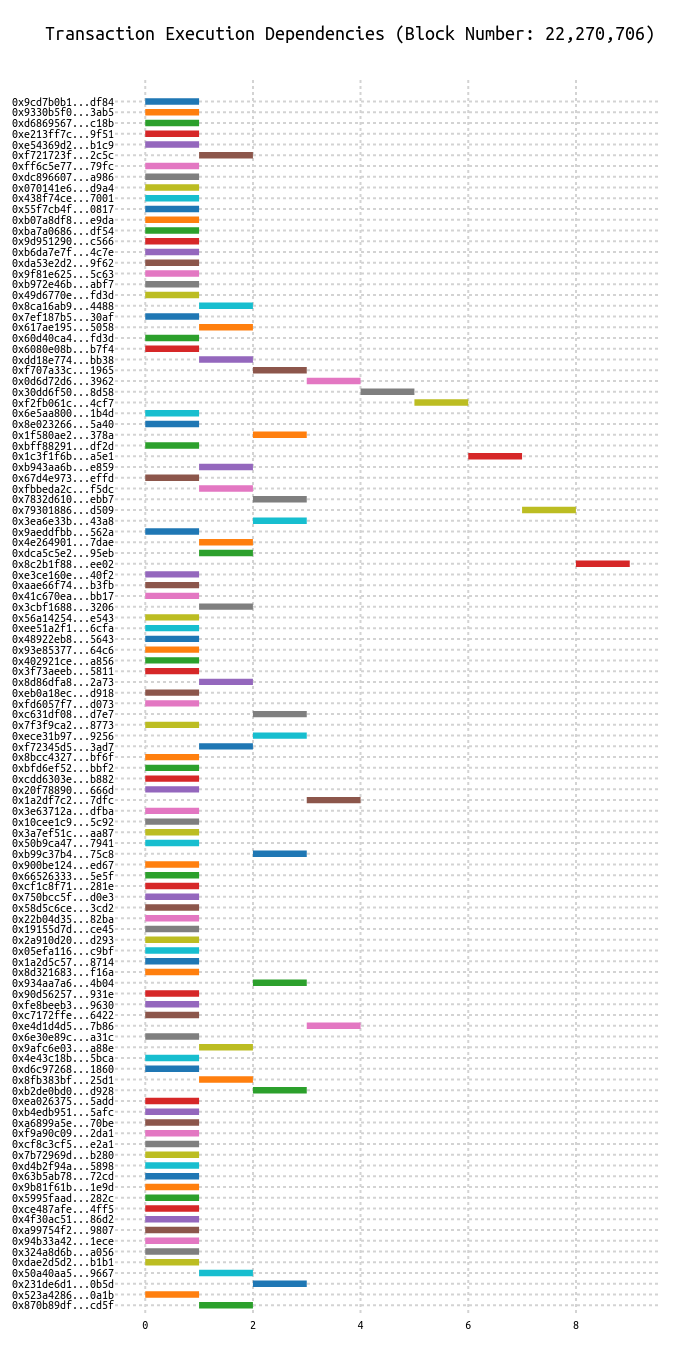 Transaction Execution Dependencies (Block Number: 22,270,706)
0x9cd7b0b1...df84
0x9330b5f0...3ab5
0xd6869567...c18b
0xe213ff7c...9f51
0xe54369d2...b1c9
0xf721723f...2c5c
0xff6c5e77...79fc
0xdc896607...a986
0x070141e6...d9a4
0x438f74ce...7001
0x55f7cb4f...0817
0xb07a8df8...e9da
0xba7a0686...df54
0x9d951290...c566
0xb6da7e7f...4c7e
0xda53e2d2...9f62
0x9f81e625...5c63
0xb972e46b...abf7
0x49d6770e...fd3d
0x8ca16ab9...4488
0x7ef187b5...30af
0x617ae195...5058
0x60d40ca4...fd3d
0x6080e08b...b7f4
0xdd18e774...bb38
0xf707a33c...1965
0x0d6d72d6...3962
0x30dd6f50...8d58
0xf2fb061c...4cf7
0x6e5aa800...1b4d
0x8e023266...5a40
0x1f580ae2...378a
0xbff88291...df2d
0x1c3f1f6b...a5e1
0xb943aa6b...e859
0x67d4e973...effd
0xfbbeda2c...f5dc
0x7832d610...ebb7
0x79301886...d509
0x3ea6e33b...43a8
0x9aeddfbb...562a
0x4e264901...7dae
0xdca5c5e2...95eb
0x8c2b1f88...ee02
0xe3ce160e...40f2
0xaae66f74...b3fb
0x41c670ea...bb17
0x3cbf1688...3206
0x56a14254...e543
0xee51a2f1...6cfa
0x48922eb8...5643
0x93e85377...64c6
0x402921ce...a856
0x3f73aeeb...5811
0x8d86dfa8...2a73
0xeb0a18ec...d918
0xfd6057f7...d073
0xc631df08...d7e7
0x7f3f9ca2...8773
0xece31b97...9256
0xf72345d5...3ad7
0x8bcc4327...bf6f
0xbfd6ef52...bbf2
0xcdd6303e...b882
0x20f78890...666d
0x1a2df7c2...7dfc
0x3e63712a...dfba
0x10cee1c9...5c92
0x3a7ef51c...aa87
0x50b9ca47...7941
0xb99c37b4...75c8
0x900be124...ed67
0x66526333...5e5f
0xcf1c8f71...281e
0x750bcc5f...d0e3
0x58d5c6ce...3cd2
0x22b04d35...82ba
0x19155d7d...ce45
0x2a910d20...d293
0x05efa116...c9bf
0x1a2d5c57...8714
0x8d321683...f16a
0x934aa7a6...4b04
0x90d56257...931e
0xfe8beeb3...9630
0xc7172ffe...6422
0xe4d1d4d5...7b86
0x6e30e89c...a31c
0x9afc6e03...a88e
0x4e43c18b...5bca
0xd6c97268...1860
0x8fb383bf...25d1
0xb2de0bd0...d928
0xea026375...5add
0xb4edb951...5afc
0xa6899a5e...70be
0xf9a90c09...2da1
0xcf8c3cf5...e2a1
0x7b72969d...b280
0xd4b2f94a...5898
0x63b5ab78...72cd
0x9b81f61b...1e9d
0x5995faad...282c
0xce487afe...4ff5
0x4f30ac51...86d2
0xa99754f2...9807
0x94b33a42...1ece
0x324a8d6b...a056
0xdae2d5d2...b1b1
0x50a40aa5...9667
0x231de6d1...0b5d
0x523a4286...0a1b
0x870b89df...cd5f
0 2 4 6 8